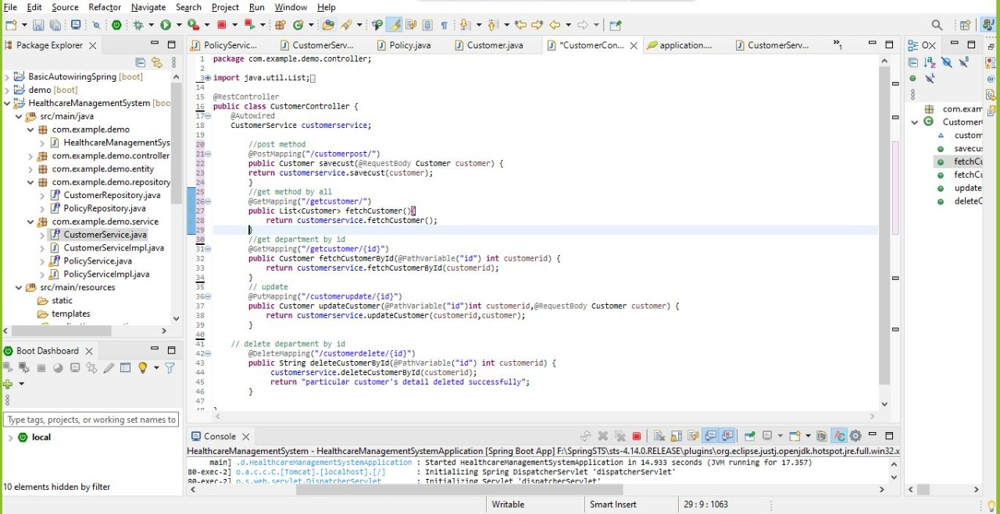 File Edit Source Refactor Navigate Search Project Run Window Help
Package Explorer
PolicyServic... CustomerServ... Policy.java Customer.java *CustomerCon... application.... CustomerServ... »1
BasicAutowiringSpring [boot]
demo [boot]
HealthcareManagementSystem [boo
src/main/java
com.example.demo
HealthcareManagementSys
com.example.demo.controller
com.example.demo.entity
com.example.demo.repository
CustomerRepository.java
PolicyRepository.java
com.example.demo.service
CustomerService.java
CustomerServiceImpl.java
PolicyService.java
PolicyServiceImpl.java
src/main/resources
static
templates
Boot Dashboard
Type tags, projects, or working set names to
local
10 elements hidden by filter
1 package com.example.demo.controller;
2
3 import java.util.List;
14
15 @RestController
16 public class CustomerController {
17 @Autowired
18 CustomerService customerservice;
19
20 //post method
21 @PostMapping("/customerpost/")
22 public Customer savecust(@RequestBody Customer customer) {
23 return customerservice.savecust(customer);
24 }
25 //get method by all
26 @GetMapping("/getcustomer/")
27 public List<Customer> fetchCustomer(){
28 return customerservice.fetchCustomer();
29 }
30 //get department by id
31 @GetMapping("/getcustomer/{id}")
32 public Customer fetchCustomerById(@PathVariable("id") int customerid) {
33 return customerservice.fetchCustomerById(customerid);
34 }
35 // update
36 @PutMapping("/customerupdate/{id}")
37 public Customer updateCustomer(@PathVariable("id")int customerid,@RequestBody Customer customer) {
38 return customerservice.updateCustomer(customerid,customer);
39 }
40
41 // delete department by id
42 @DeleteMapping("/customerdelete/{id}")
43 public String deleteCustomerById(@PathVariable("id") int customerid) {
44 customerservice.deleteCustomerById(customerid);
45 return "particular customer's detail deleted successfully";
46 }
47
48 }
O
com.exam
Customer
custom
savecus
fetchCu
fetchCu
update
deleteC
Console
HealthcareManagementSystem - HealthcareManagementSystemApplication [Spring Boot App] F:\SpringSTS\sts-4.14.0.RELEASE\plugins\org.eclipse.justj.openjdk.hotspot.jre.full.win32.x
main] .d.HealthcareManagementSystemApplication : Started HealthcareManagementSystemApplication in 14.933 seconds (JVM running for 17.357)
80-exec-2] o.a.c.c.C.[Tomcat].[localhost].[/] : Initializing Spring DispatcherServlet 'dispatcherServlet'
80-exec-2] o.s.web.servlet.DispatcherServlet : Initializing Servlet 'dispatcherServlet'
Writable Smart Insert 29 : 9 : 1063